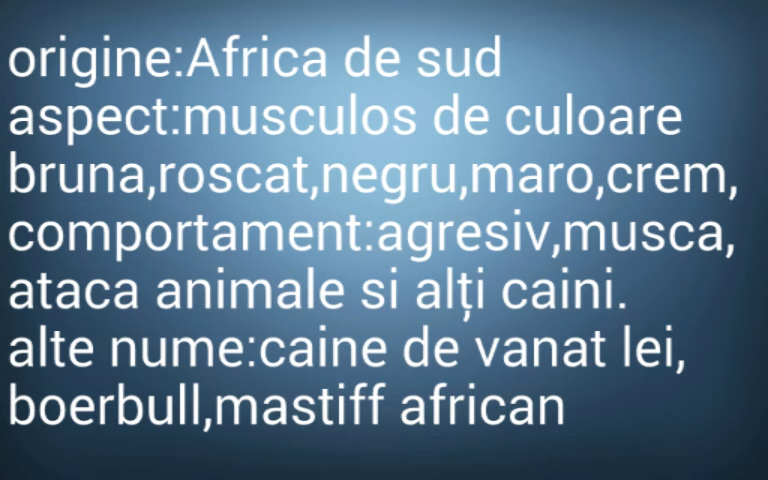 origine:Africa de sud
aspect:musculos de culoare
bruna,roscat,negru,maro,crem,
comportament:agresiv,musca,
ataca animale si alți caini.
alte nume:caine de vanat lei,
boerbull,mastiff african